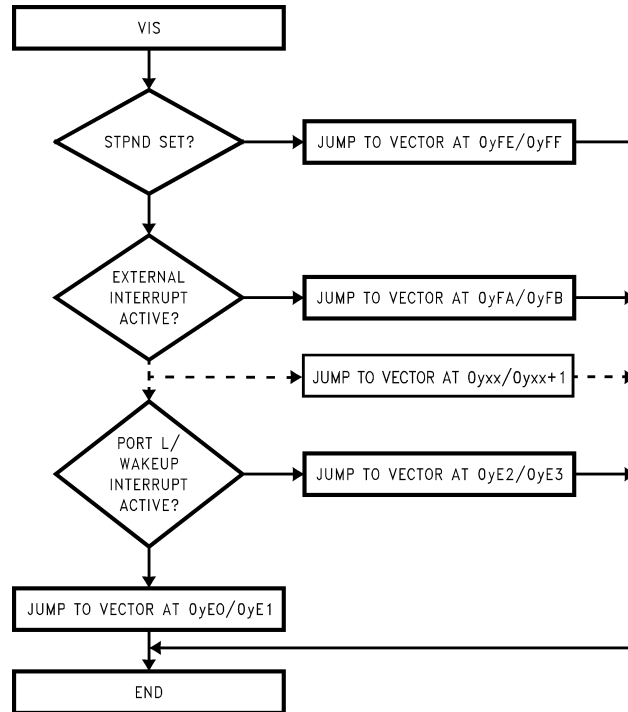 VIS
STPND SET?
JUMP TO VECTOR AT 0yFE/0yFF
EXTERNAL
INTERRUPT
ACTIVE?
JUMP TO VECTOR AT 0yFA/0yFB
JUMP TO VECTOR AT 0yxx/0yxx+1
PORT L/
WAKEUP
INTERRUPT
ACTIVE?
JUMP TO VECTOR AT 0yE2/0yE3
JUMP TO VECTOR AT 0yE0/0yE1
END